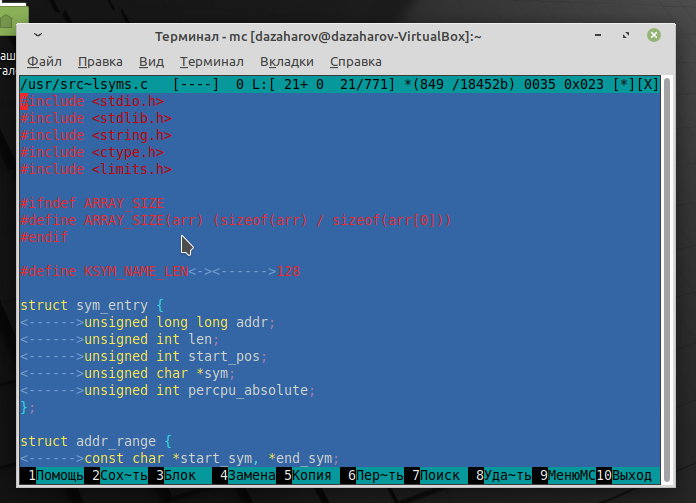 Терминал - mc [dazaharov@dazaharov-VirtualBox]:~
Файл Правка Вид Терминал Вкладки Справка
/usr/src~lsyms.c [----] 0 L:[ 21+ 0 21/771] *(849 /18452b) 0035 0x023 [*][X]
#include <stdio.h>
#include <stdlib.h>
#include <string.h>
#include <ctype.h>
#include <limits.h>
#ifndef ARRAY_SIZE
#define ARRAY_SIZE(arr) (sizeof(arr) / sizeof(arr[0]))
#endif
#define KSYM_NAME_LEN<-><------>128
struct sym_entry {
<------>unsigned long long addr;
<------>unsigned int len;
<------>unsigned int start_pos;
<------>unsigned char *sym;
<------>unsigned int percpu_absolute;
};
struct addr_range {
<------>const char *start_sym, *end_sym;
1Помощь 2Сох~ть 3Блок 4Замена 5Копия 6Пер~ть 7Поиск 8Уда~ть 9МенюМС 10Выход